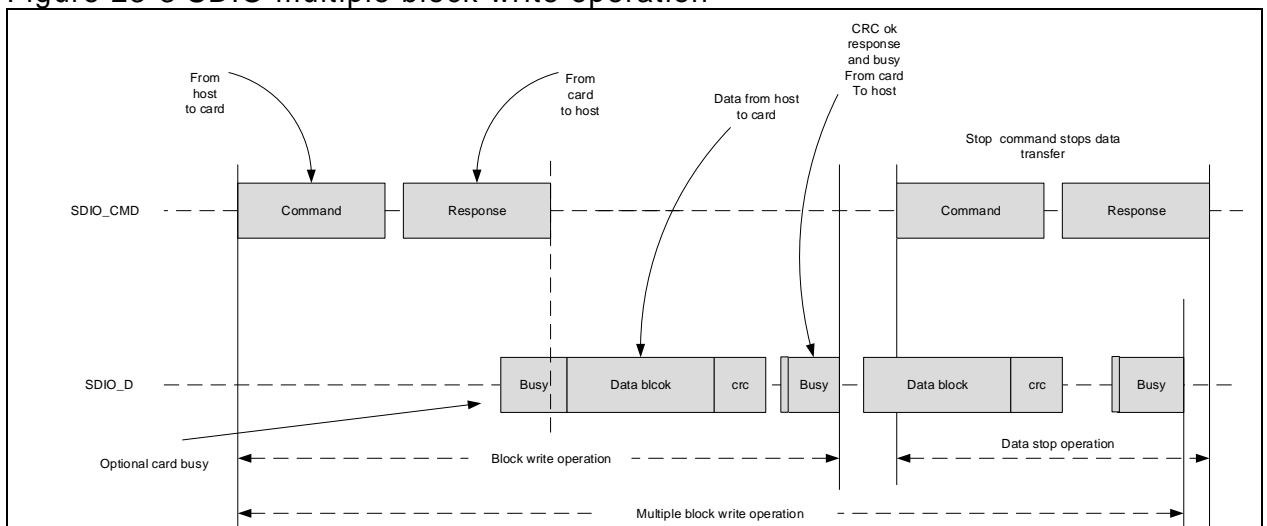 Figure 25-5 SDIO multiple block write operation
CRC ok
response
and busy
From card
To host
From
host
to card
From
card
to host
Data from host
to card
Stop command stops data
transfer
SDIO_CMD
Command
Response
Command
Response
SDIO_D
Busy
Data blcok
crc
Busy
Data block
crc
Busy
Optional card busy
Block write operation
Data stop operation
Multiple block write operation